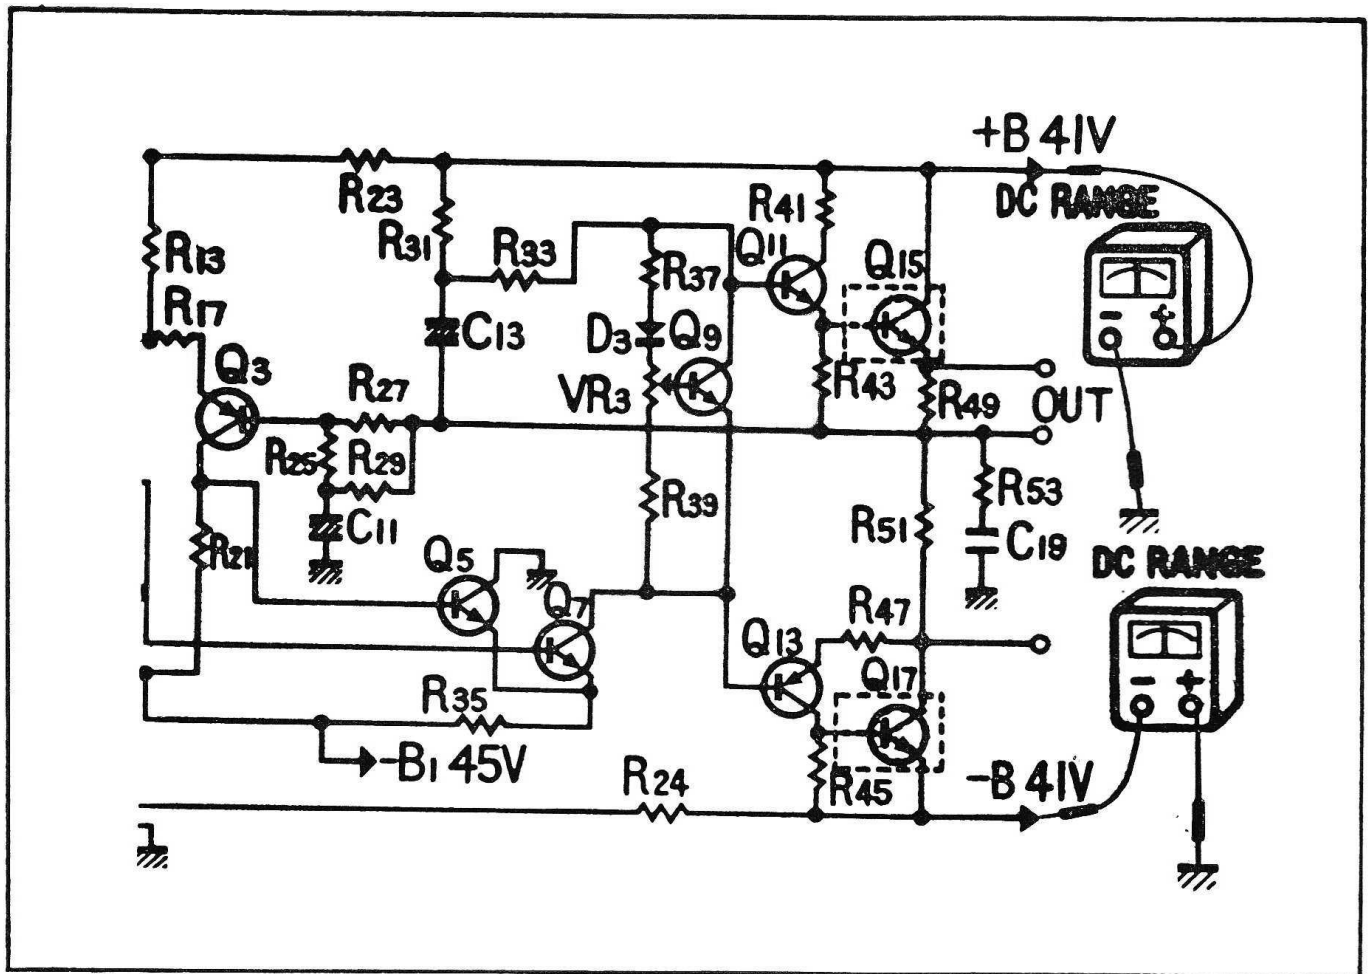 +B 41V
DC RANGE
R23
R31
R33
R41
Q11
Q15
R13
R17
R37
D3
Q9
C13
- +
Q3
R27
VR3
R43
R49
OUT
R25
R29
R39
R53
R51
C19
C11
R21
Q5
Q7
DC RANGE
R47
Q13
Q17
- +
R35
-B1 45V
R24
R45
-B 41V